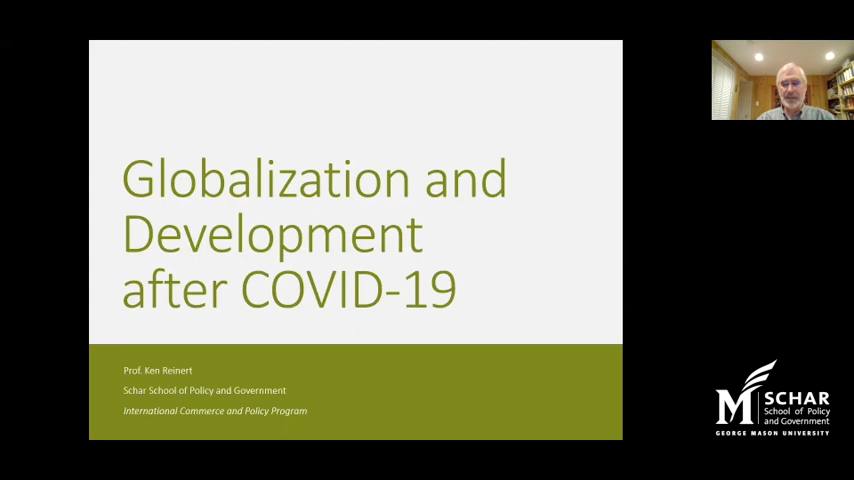 Globalization and
Development
after COVID-19
Prof. Ken Reinert
Schar School of Policy and Government
International Commerce and Policy Program
M SCHAR
School of Policy
and Government
GEORGE MASON UNIVERSITY